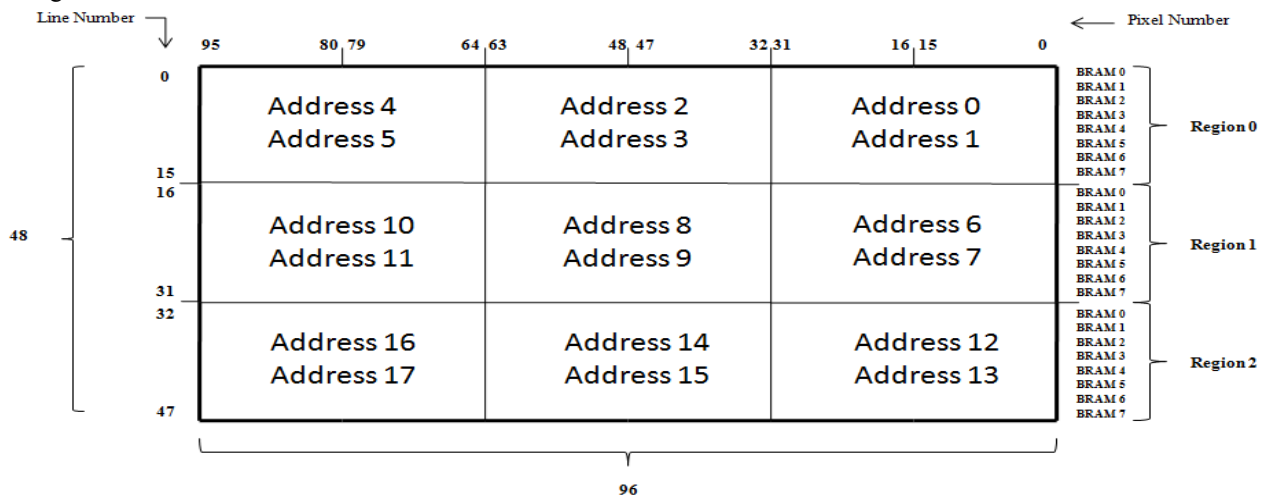 Line Number
Pixel Number
95 80 79 64 63 48 47 32 31 16 15 0
0
Address 4 Address 2 Address 0
Address 5 Address 3 Address 1
15
BRAM 0
BRAM 1
BRAM 2
BRAM 3
BRAM 4
BRAM 5
BRAM 6
BRAM 7
Region 0
16
Address 10 Address 8 Address 6
Address 11 Address 9 Address 7
31
BRAM 0
BRAM 1
BRAM 2
BRAM 3
BRAM 4
BRAM 5
BRAM 6
BRAM 7
Region 1
48
32
Address 16 Address 14 Address 12
Address 17 Address 15 Address 13
47
BRAM 0
BRAM 1
BRAM 2
BRAM 3
BRAM 4
BRAM 5
BRAM 6
BRAM 7
Region 2
96